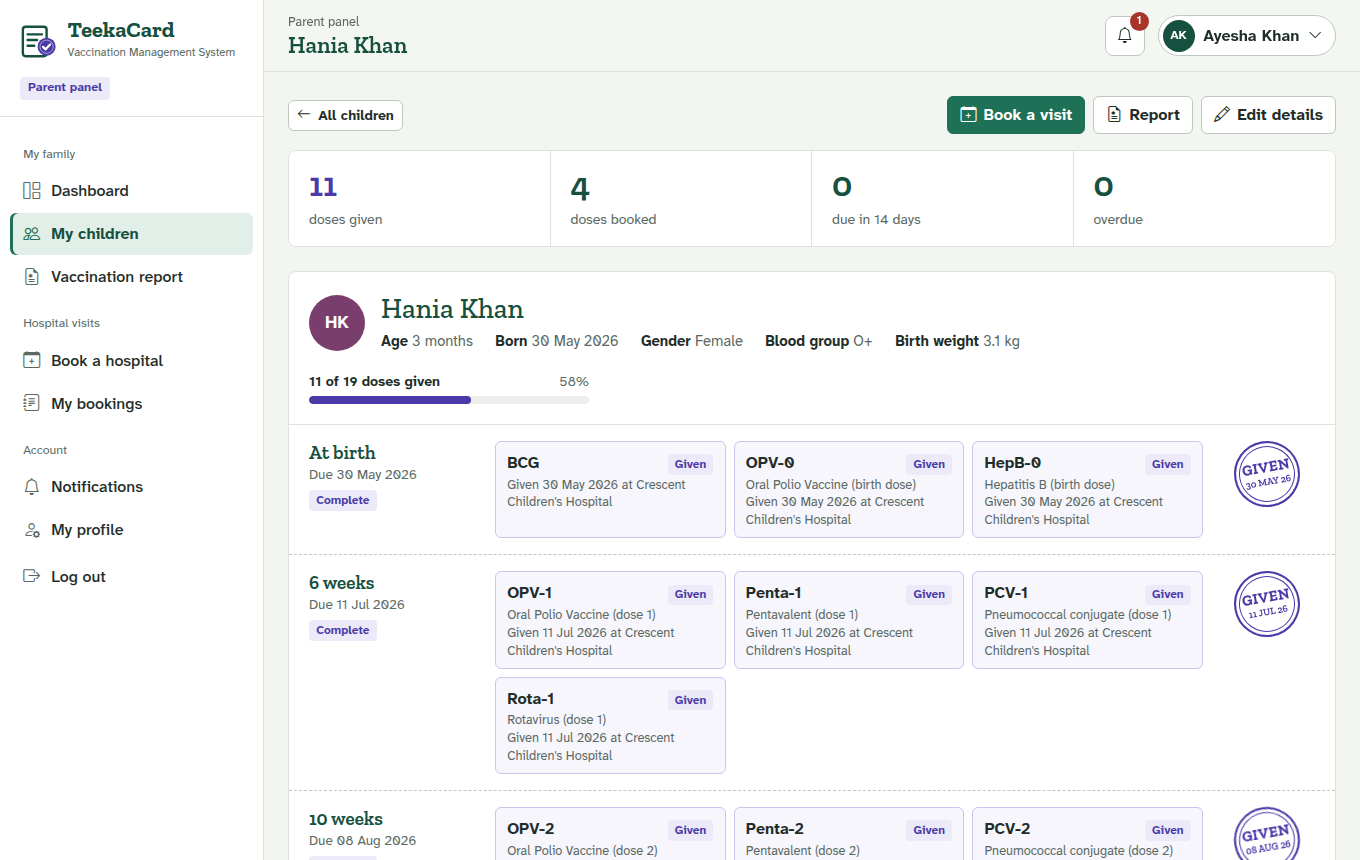 TeekaCard
Vaccination Management System
Parent panel
My family
Dashboard
My children
Vaccination report
Hospital visits
Book a hospital
My bookings
Account
Notifications
My profile
Log out
Parent panel
Hania Khan
1
AK
Ayesha Khan
All children
Book a visit
Report
Edit details
11
doses given
4
doses booked
0
due in 14 days
0
overdue
HK
Hania Khan
Age 3 months Born 30 May 2026 Gender Female Blood group O+ Birth weight 3.1 kg
11 of 19 doses given 58%
At birth
Due 30 May 2026
Complete
BCG Given
Given 30 May 2026 at Crescent
Children's Hospital
OPV-0 Given
Oral Polio Vaccine (birth dose)
Given 30 May 2026 at Crescent
Children's Hospital
HepB-0 Given
Hepatitis B (birth dose)
Given 30 May 2026 at Crescent
Children's Hospital
GIVEN
30 MAY 26
6 weeks
Due 11 Jul 2026
Complete
OPV-1 Given
Oral Polio Vaccine (dose 1)
Given 11 Jul 2026 at Crescent
Children's Hospital
Penta-1 Given
Pentavalent (dose 1)
Given 11 Jul 2026 at Crescent
Children's Hospital
PCV-1 Given
Pneumococcal conjugate (dose 1)
Given 11 Jul 2026 at Crescent
Children's Hospital
GIVEN
11 JUL 26
Rota-1 Given
Rotavirus (dose 1)
Given 11 Jul 2026 at Crescent
Children's Hospital
10 weeks
Due 08 Aug 2026
OPV-2 Given
Oral Polio Vaccine (dose 2)
Penta-2 Given
Pentavalent (dose 2)
PCV-2 Given
Pneumococcal conjugate (dose 2)
GIVEN
08 AUG 26